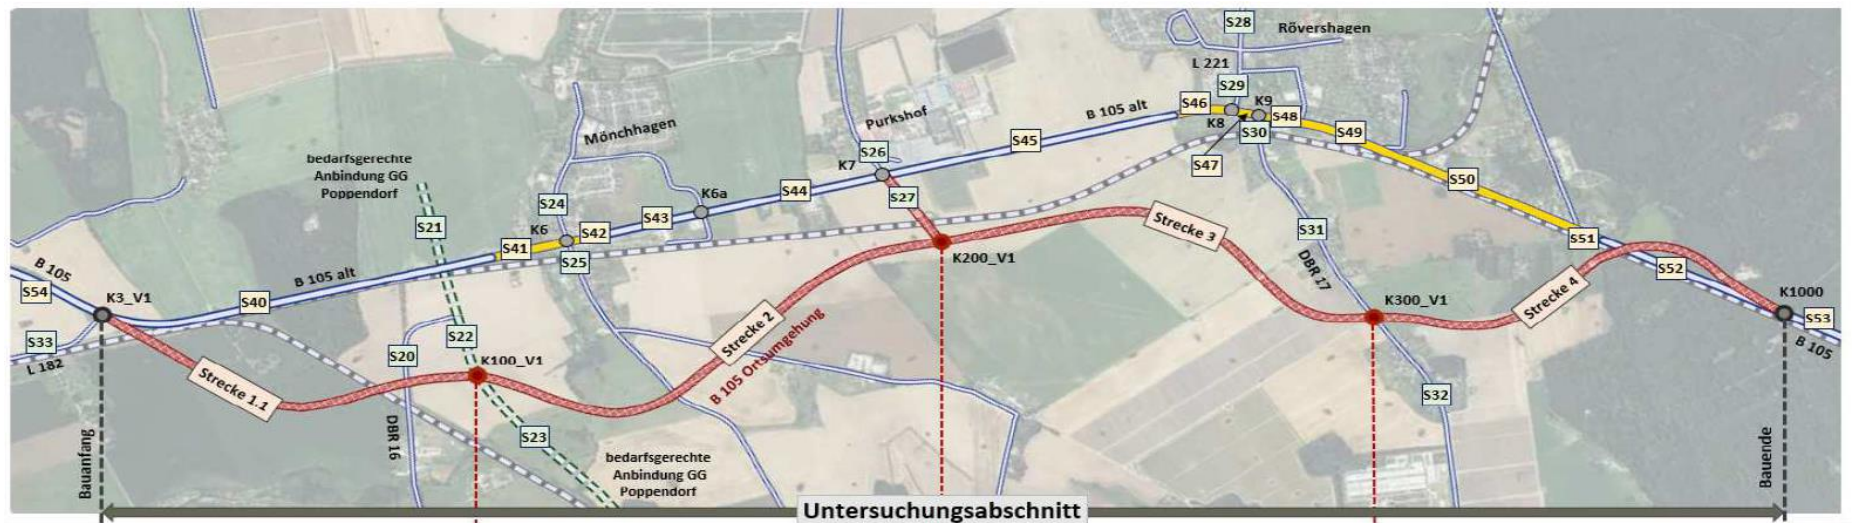 S28
Rövershagen
L 221
S29
S46
K9
B 105 alt
K8
S48
Purkshof
S49
S30
Mönchhagen
S45
S26
bedarfsgerechte
Anbindung GG
Poppendorf
K7
S47
S50
S44
K6a
S27
S24
S43
S21
K6
S42
S41
Strecke 3
S31
S51
S25
K200_V1
B 105
B 105 alt
DBR 17
S52
S54
K3_V1
S40
Strecke 4
K1000
K300_V1
S53
S33
S22
Strecke 2
B 105
L 182
S20
K100_V1
B 105 Ortsumgehung
Strecke 1.1
S32
DBR 16
S23
Bauanfang
bedarfsgerechte
Anbindung GG
Poppendorf
Bauende
Untersuchungsabschnitt